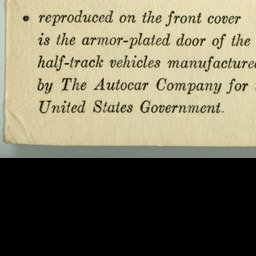 • reproduced on the front cover
is the armor-plated door of the
half-track vehicles manufactured
by The Autocar Company for
United States Government.